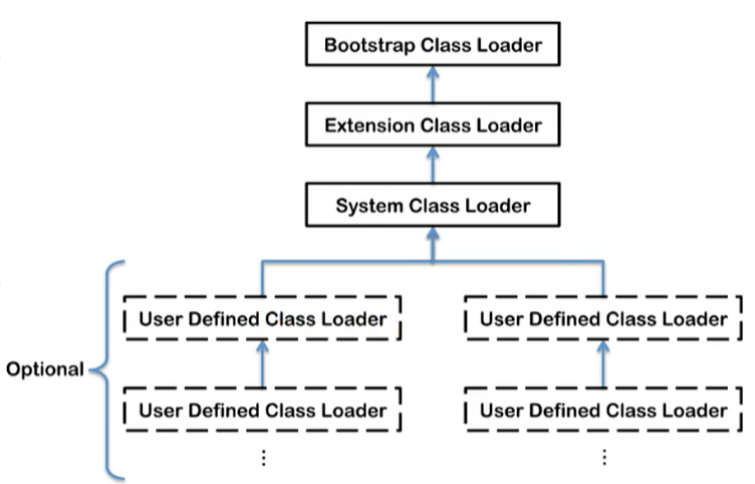 Bootstrap Class Loader
Extension Class Loader
System Class Loader
User Defined Class Loader
User Defined Class Loader
Optional
User Defined Class Loader
User Defined Class Loader
⋮
⋮